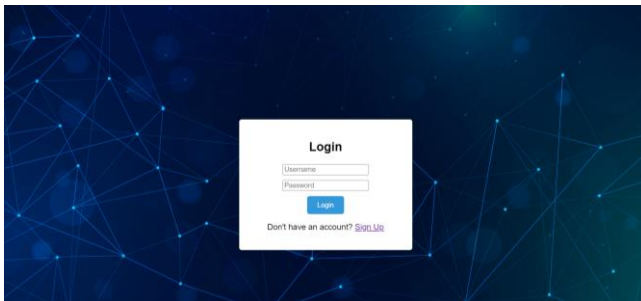 Login
Username
Password
Login
Don't have an account? Sign Up